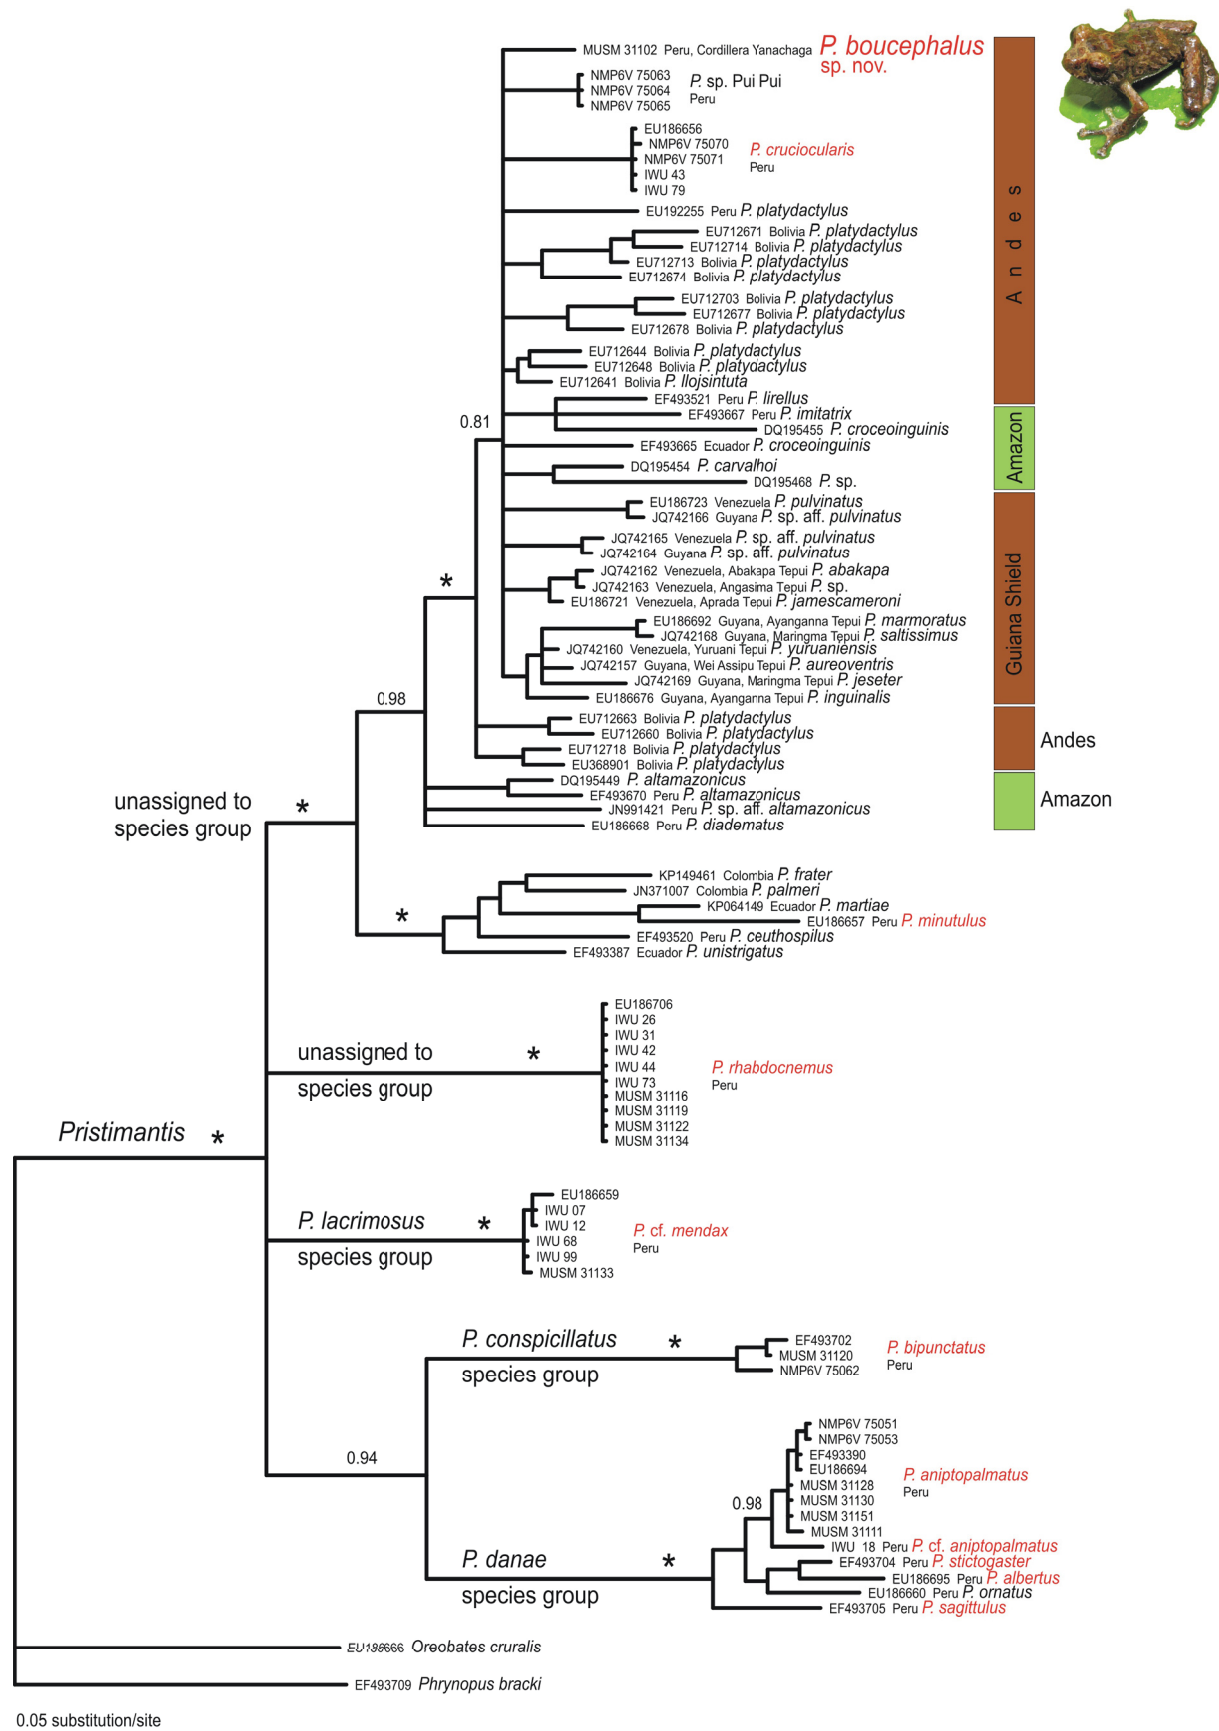 MUSM 31102 Peru, Cordillera Yanachaga P. boucephalus
sp. nov.
NMP6V 75063
NMP6V 75064
NMP6V 75065
P. sp. Pui Pui
Peru
EU186656
NMP6V 75070
NMP6V 75071
IWU 43
IWU 79
P. cruciocularis
Peru
EU192255 Peru P. platydactylus
EU712671 Bolivia P. platydactylus
EU712714 Bolivia P. platydactylus
EU712713 Bolivia P. platydactylus
EU712674 Bolivia P. platydactylus
EU712703 Bolivia P. platydactylus
EU712677 Bolivia P. platydactylus
EU712678 Bolivia P. platydactylus
EU712644 Bolivia P. platydactylus
EU712648 Bolivia P. platydactylus
EU712641 Bolivia P. llojsintuta
Andes
EF493521 Peru P. lirellus
EF493667 Peru P. imitatrix
DQ195455 P. croceoinguinis
EF493665 Ecuador P. croceoinguinis
DQ195454 P. carvalhoi
DQ195468 P. sp.
Amazon
0.81
EU186723 Venezuela P. pulvinatus
JQ742166 Guyana P. sp. aff. pulvinatus
JQ742165 Venezuela P. sp. aff. pulvinatus
JQ742164 Guyana P. sp. aff. pulvinatus
JQ742162 Venezuela, Abakapa Tepui P. abakapa
JQ742163 Venezuela, Angasima Tepui P. sp.
EU186721 Venezuela, Aprada Tepui P. jamescameroni
EU186692 Guyana, Ayanganna Tepui P. marmoratus
JQ742168 Guyana, Maringma Tepui P. saltissimus
JQ742160 Venezuela, Yuruani Tepui P. yuruaniensis
JQ742157 Guyana, Wei Assipu Tepui P. aureoventris
JQ742169 Guyana, Maringma Tepui P. jeseter
EU186676 Guyana, Ayanganna Tepui P. inguinalis
Guiana Shield
*
0.98
EU712663 Bolivia P. platydactylus
EU712660 Bolivia P. platydactylus
EU712718 Bolivia P. platydactylus
EU368901 Bolivia P. platydactylus
Andes
DQ195449 P. altamazonicus
EF493670 Peru P. altamazonicus
JN991421 Peru P. sp. aff. altamazonicus
EU186668 Peru P. diadematus
Amazon
unassigned to
species group
*
KP149461 Colombia P. frater
JN371007 Colombia P. palmeri
KP064149 Ecuador P. martiae
EU186657 Peru P. minutulus
EF493520 Peru P. ceuthospilus
EF493387 Ecuador P. unistrigatus
*
EU186706
IWU 26
IWU 31
IWU 42
IWU 44
IWU 73
MUSM 31116
MUSM 31119
MUSM 31122
MUSM 31134
P. rhabdocnemus
Peru
unassigned to
species group
*
Pristimantis *
EU186659
IWU 07
IWU 12
IWU 68
IWU 99
MUSM 31133
P. cf. mendax
Peru
P. lacrimosus
species group
*
P. conspicillatus
species group
*
EF493702
MUSM 31120
NMP6V 75062
P. bipunctatus
Peru
0.94
NMP6V 75051
NMP6V 75053
EF493390
EU186694
MUSM 31128
MUSM 31130
MUSM 31151
MUSM 31111
P. aniptopalmatus
Peru
0.98
IWU 18 Peru P. cf. aniptopalmatus
EF493704 Peru P. stictogaster
EU186695 Peru P. albertus
EU186660 Peru P. ornatus
EF493705 Peru P. sagittulus
P. danae
species group
*
Oreobates cruralis
EF493709 Phrynopus bracki
0.05 substitution/site